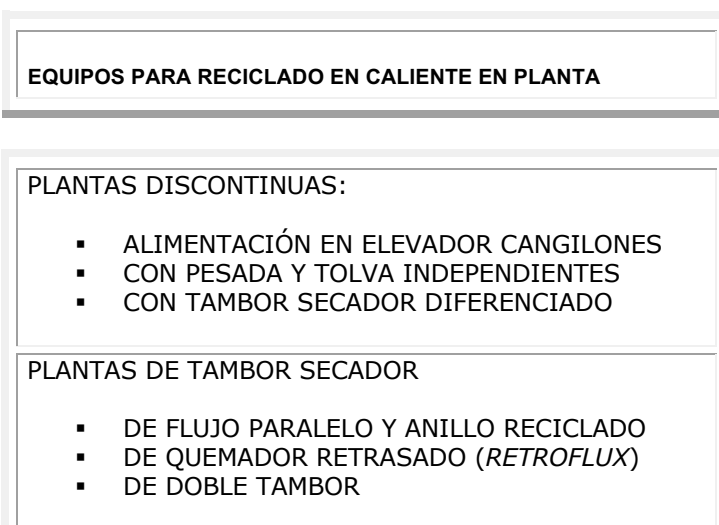 EQUIPOS PARA RECICLADO EN CALIENTE EN PLANTA
PLANTAS DISCONTINUAS:
▪ ALIMENTACIÓN EN ELEVADOR CANGILONES
▪ CON PESADA Y TOLVA INDEPENDIENTES
▪ CON TAMBOR SECADOR DIFERENCIADO
PLANTAS DE TAMBOR SECADOR
▪ DE FLUJO PARALELO Y ANILLO RECICLADO
▪ DE QUEMADOR RETRASADO (RETROFLUX)
▪ DE DOBLE TAMBOR